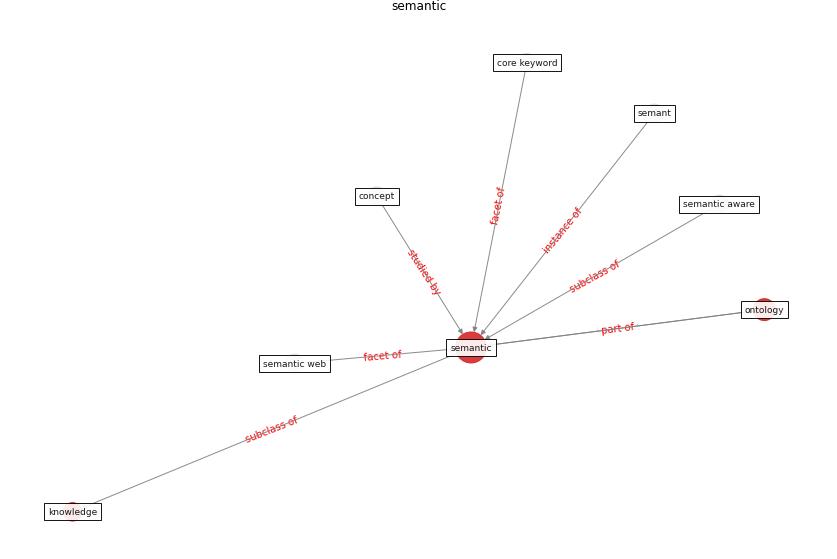 semantic
core keyword
semant
concept
semantic aware
facet of
instance of
studied by
subclass of
ontology
part of
semantic
facet of
semantic web
subclass of
knowledge